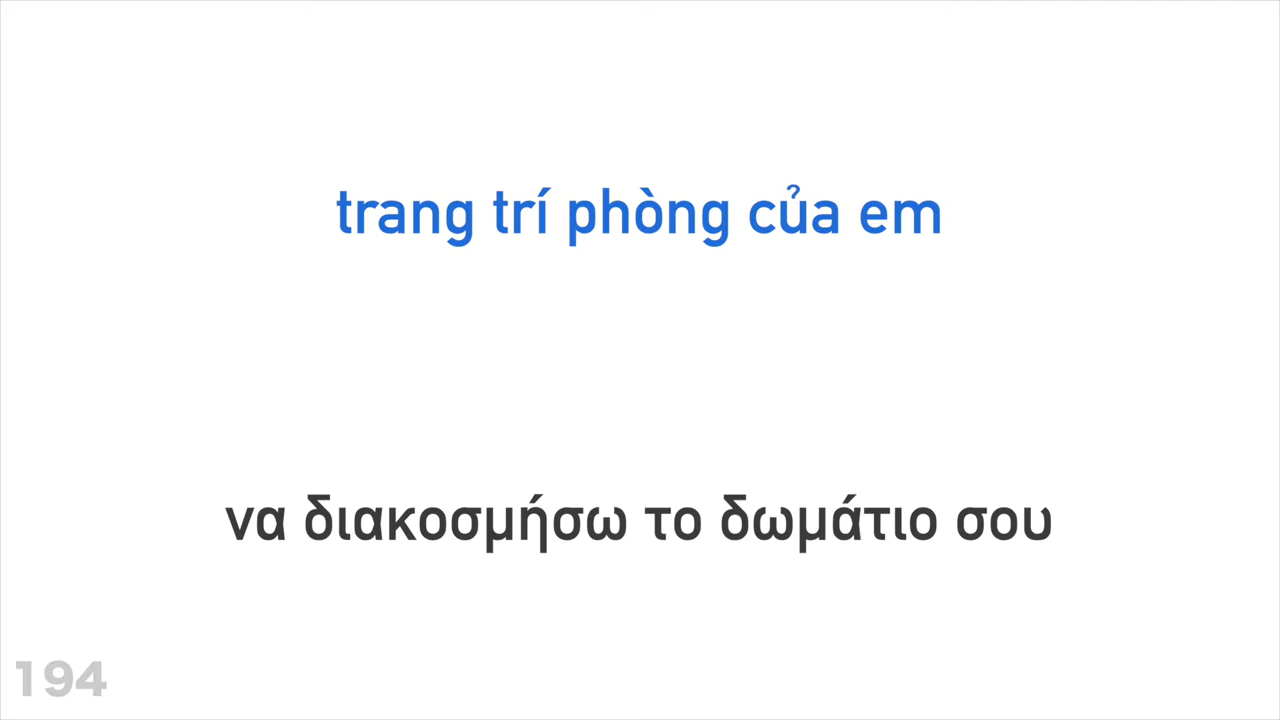 trang trí phòng của em
να διακοσμήσω το δωμάτιο σου
194